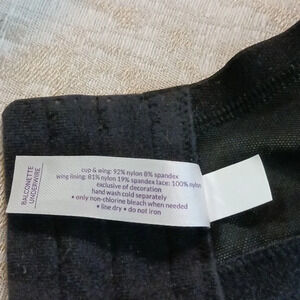 BALCONETTE
UNDERWIRE
cup & wing: 92% nylon 8% spandex
wing lining: 81% nylon 19% spandex lace: 100% nylon
exclusive of decoration
hand wash cold separately
• only non-chlorine bleach when needed
• line dry • do not iron